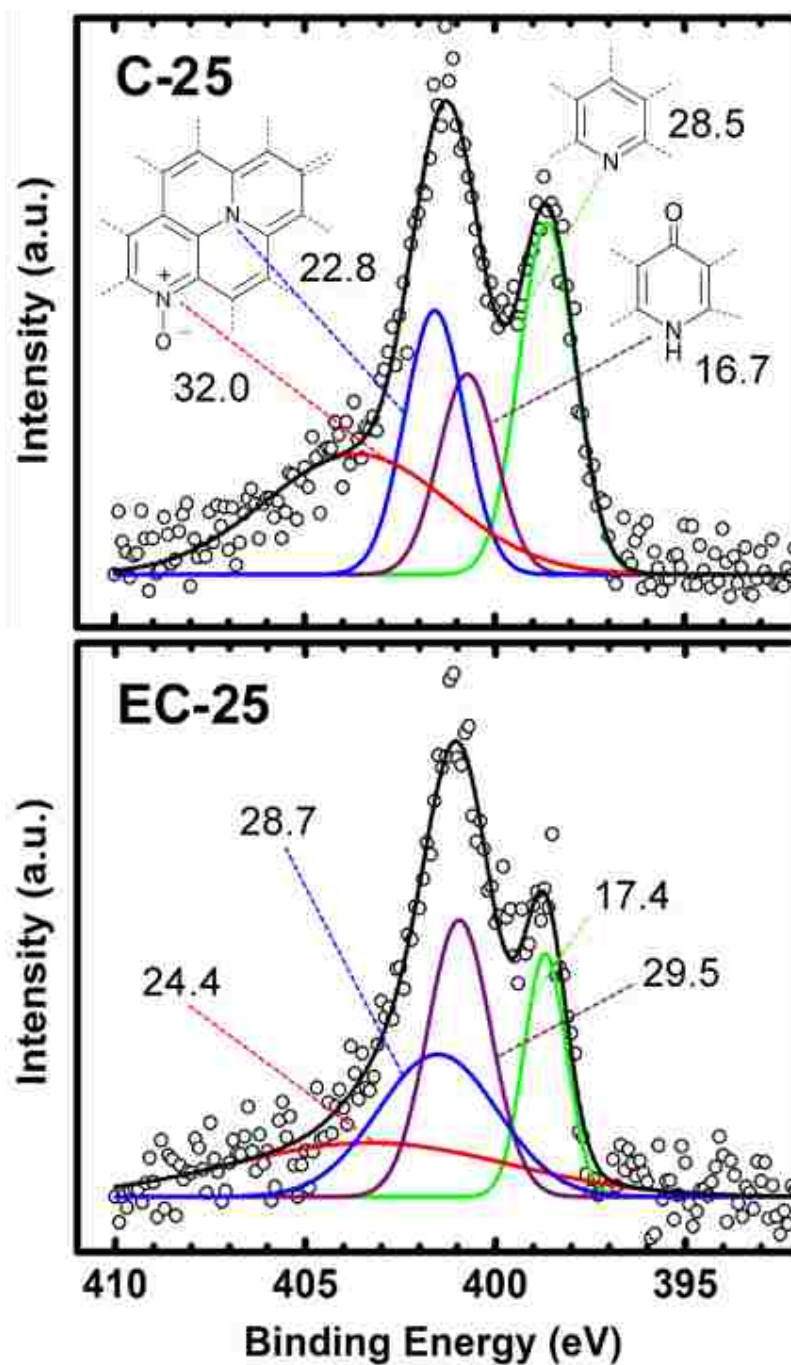 C-25
28.5
O
N
N
22.8
+
N
N
H
O
−
16.7
32.0
Intensity (a.u.)
EC-25
28.7
17.4
24.4
29.5
Intensity (a.u.)
410 405 400 395
Binding Energy (eV)